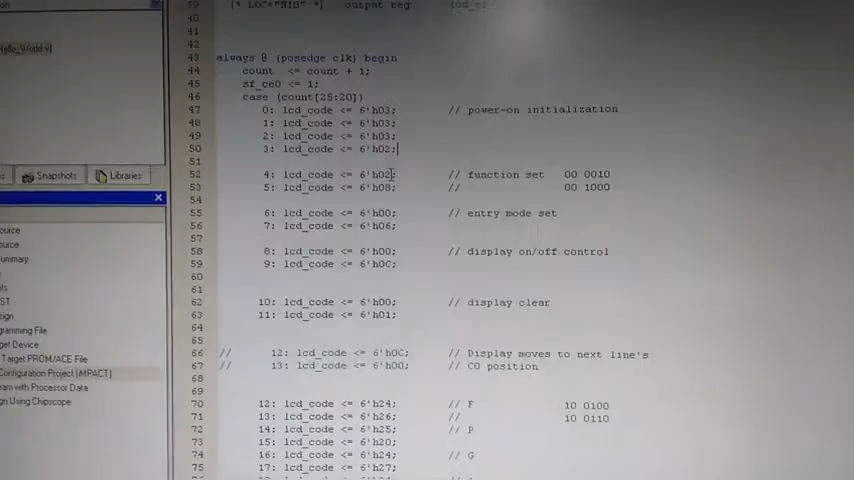 39 (* LOC="M18" *) output reg
40
41
42
43 always @ (posedge clk) begin
44 count <= count + 1;
45 sf_ce0 <= 1;
46 case (count[25:20])
47 0: lcd_code <= 6'h03; // power-on initialization
48 1: lcd_code <= 6'h03;
49 2: lcd_code <= 6'h03;
50 3: lcd_code <= 6'h02;
51
52 4: lcd_code <= 6'h02; // function set 00 0010
53 5: lcd_code <= 6'h08; // 00 1000
54
55 6: lcd_code <= 6'h00; // entry mode set
56 7: lcd_code <= 6'h06;
57
58 8: lcd_code <= 6'h00; // display on/off control
59 9: lcd_code <= 6'h0C;
60
61
62 10: lcd_code <= 6'h00; // display clear
63 11: lcd_code <= 6'h01;
64
65
66 // 12: lcd_code <= 6'h0C; // Display moves to next line's
67 // 13: lcd_code <= 6'h00; // C0 position
68
69
70 12: lcd_code <= 6'h24; // F 10 0100
71 13: lcd_code <= 6'h26; // 10 0110
72 14: lcd_code <= 6'h25; // P
73 15: lcd_code <= 6'h20;
74 16: lcd_code <= 6'h24; // G
75 17: lcd_code <= 6'h27;
Hello_World.v)
Snapshots
Libraries
ource
ource
ummary
ts
ST
sign
gramming File
get Device
Target PROM/ACE File
Configuration Project (iMPACT)
eam with Processor Data
gn Using Chipscope